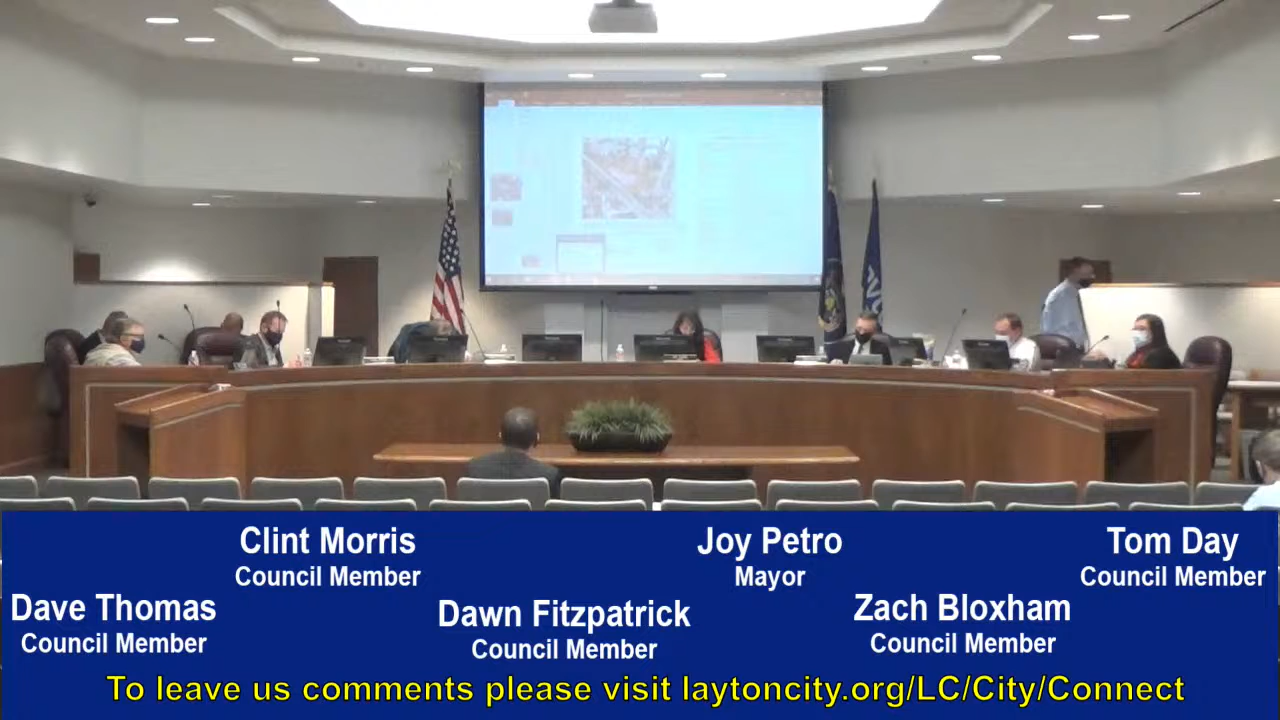 Clint Morris
Council Member
Joy Petro
Mayor
Tom Day
Council Member
Dave Thomas
Council Member
Dawn Fitzpatrick
Council Member
Zach Bloxham
Council Member
To leave us comments please visit laytoncity.org/LC/City/Connect